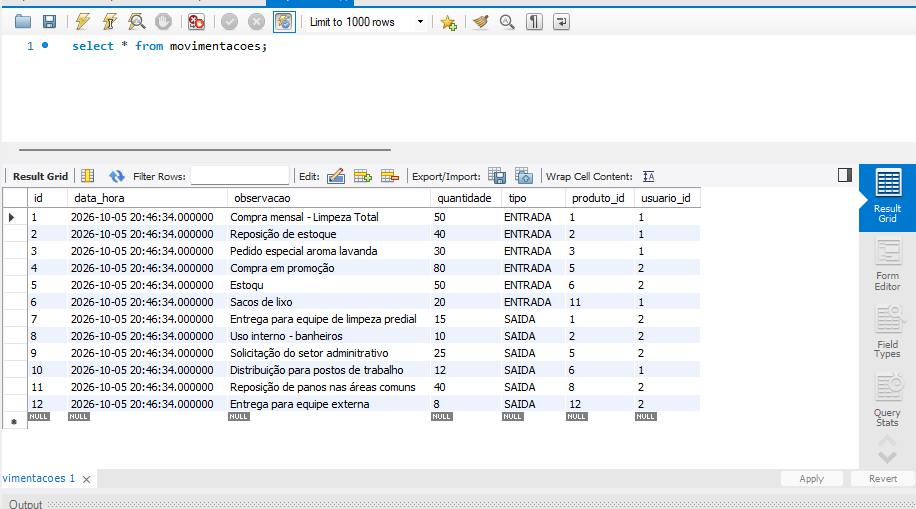 Limit to 1000 rows
1 select * from movimentacoes;
Result Grid Filter Rows: Edit: Export/Import: Wrap Cell Content:
id data_hora observacao quantidade tipo produto_id usuario_id
1 2026-10-05 20:46:34.000000 Compra mensal - Limpeza Total 50 ENTRADA 1 1
2 2026-10-05 20:46:34.000000 Reposição de estoque 40 ENTRADA 2 1
3 2026-10-05 20:46:34.000000 Pedido especial aroma lavanda 30 ENTRADA 3 1
4 2026-10-05 20:46:34.000000 Compra em promoção 80 ENTRADA 5 2
5 2026-10-05 20:46:34.000000 Estoqu 50 ENTRADA 6 2
6 2026-10-05 20:46:34.000000 Sacos de lixo 20 ENTRADA 11 1
7 2026-10-05 20:46:34.000000 Entrega para equipe de limpeza predial 15 SAIDA 1 2
8 2026-10-05 20:46:34.000000 Uso interno - banheiros 10 SAIDA 2 2
9 2026-10-05 20:46:34.000000 Solicitação do setor adminitrativo 25 SAIDA 5 2
10 2026-10-05 20:46:34.000000 Distribuição para postos de trabalho 12 SAIDA 6 1
11 2026-10-05 20:46:34.000000 Reposição de panos nas áreas comuns 40 SAIDA 8 2
12 2026-10-05 20:46:34.000000 Entrega para equipe externa 8 SAIDA 12 2
NULL NULL NULL NULL NULL NULL NULL
Result
Grid
Form
Editor
Field
Types
Query
Stats
vimentacoes 1
Apply Revert
Output